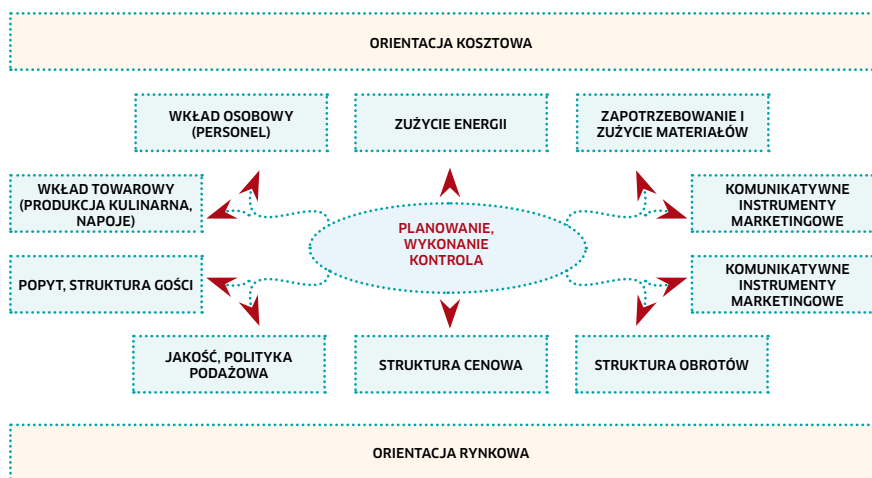 ORIENTACJA KOSZTOWA
WKŁAD OSOBOWY
(PERSONEL)
ZUŻYCIE ENERGII
ZAPOTRZEBOWANIE I
ZUŻYCIE MATERIAŁÓW
WKŁAD TOWAROWY
(PRODUKCJA KULINARNA,
NAPOJE)
KOMUNIKATYWNE
INSTRUMENTY
MARKETINGOWE
PLANOWANIE,
WYKONANIE
KONTROLA
POPYT, STRUKTURA GOŚCI
KOMUNIKATYWNE
INSTRUMENTY
MARKETINGOWE
JAKOŚĆ, POLITYKA
PODAŻOWA
STRUKTURA CENOWA
STRUKTURA OBROTÓW
ORIENTACJA RYNKOWA